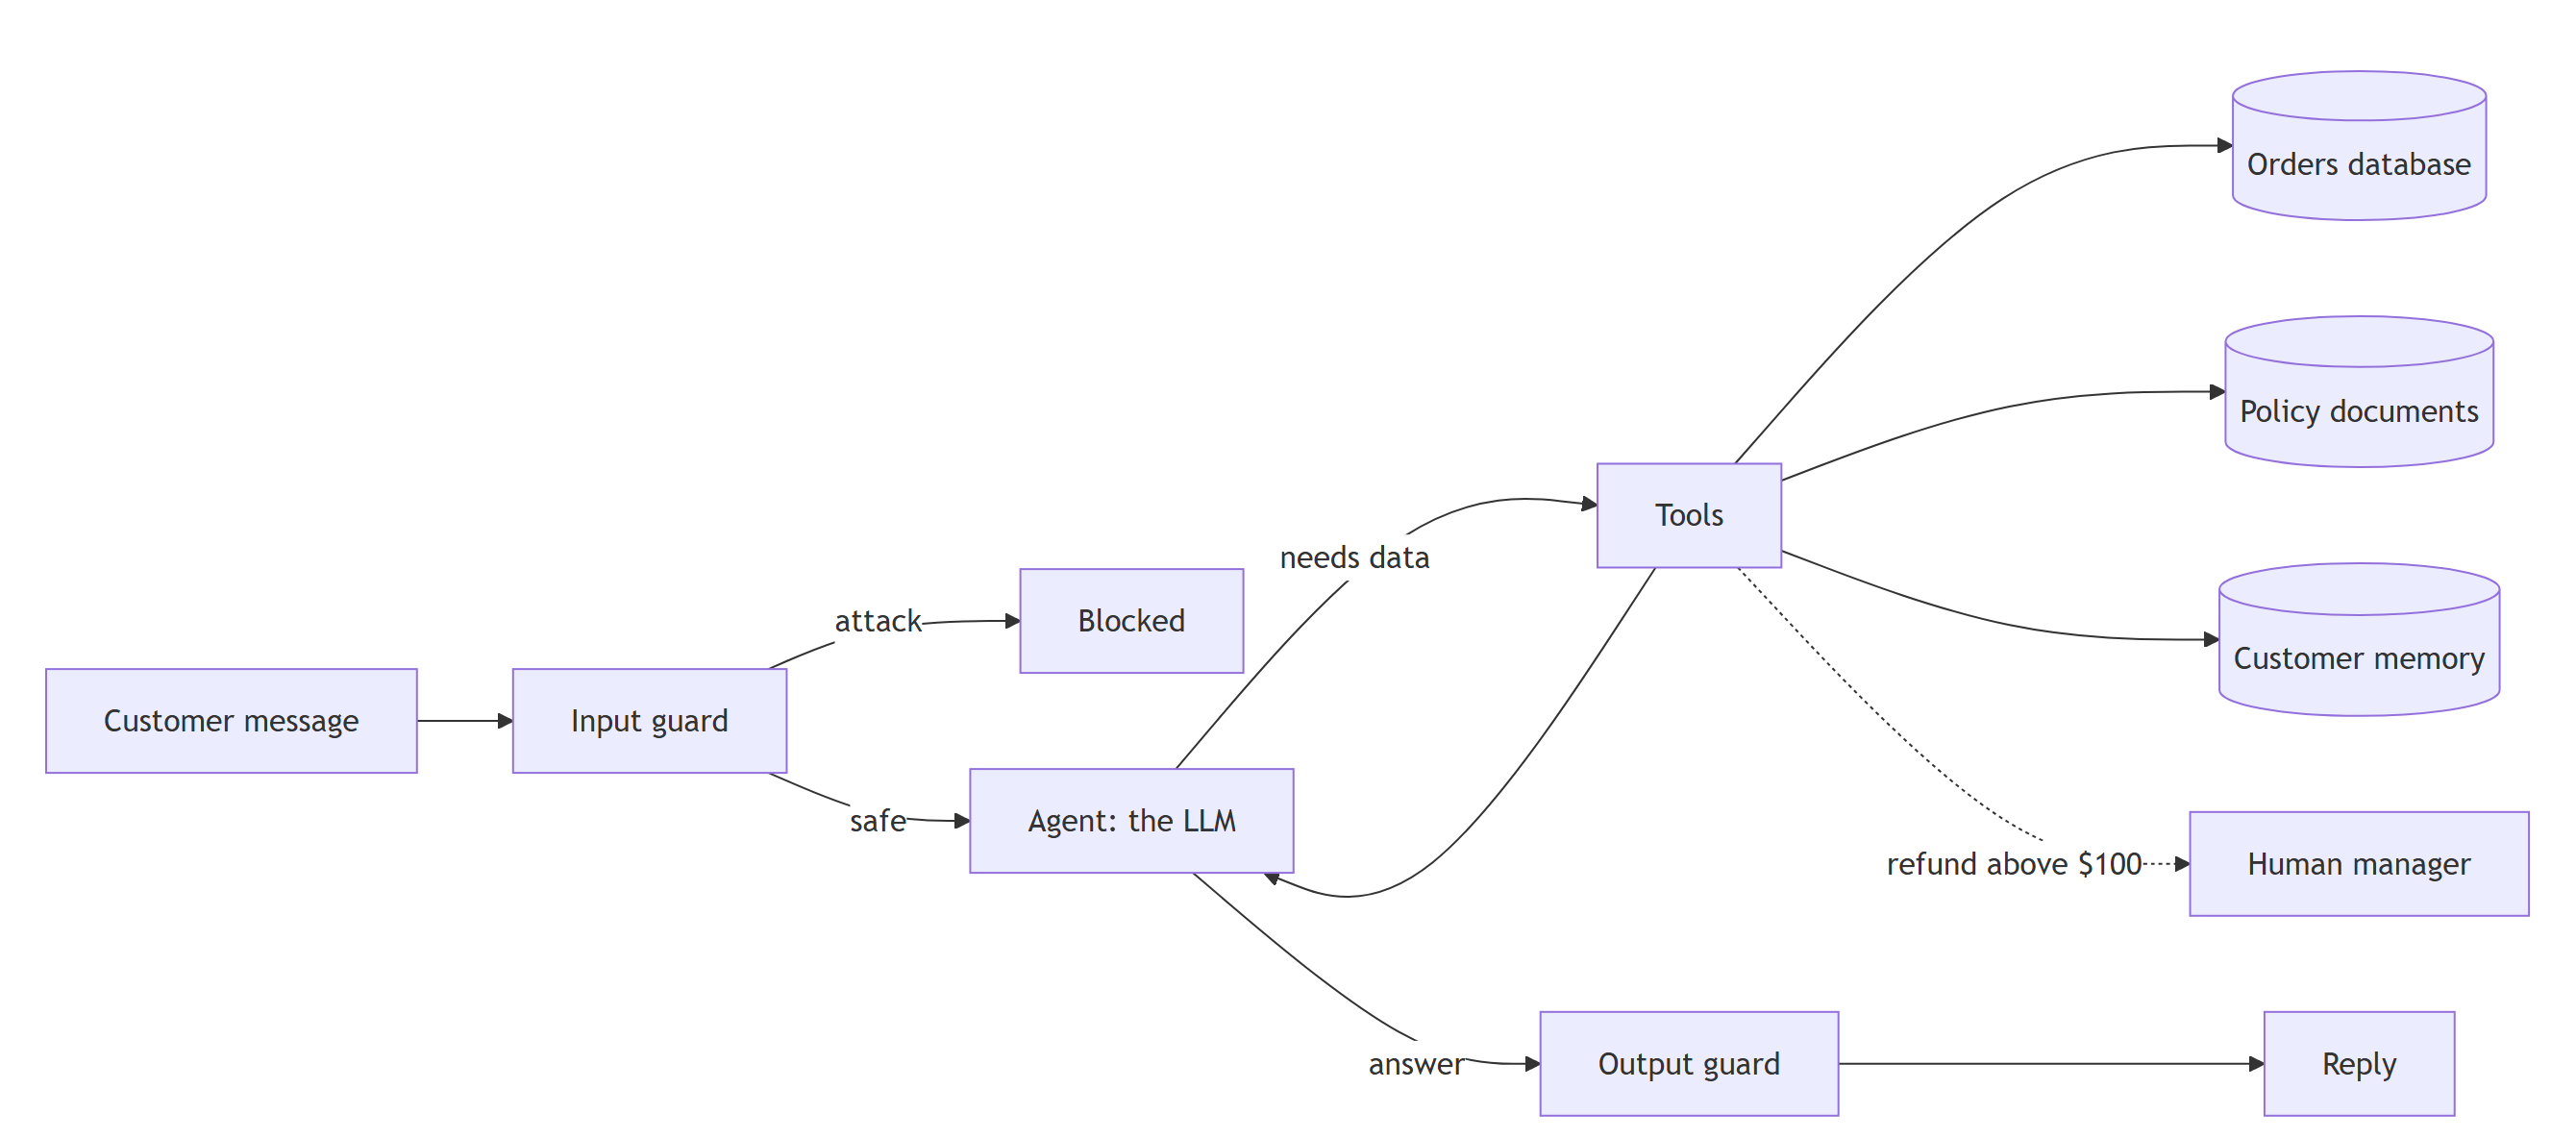 Orders database
Policy documents
Tools
needs data
Customer memory
attack
Blocked
Customer message
Input guard
safe
Agent: the LLM
refund above $100
Human manager
answer
Output guard
Reply